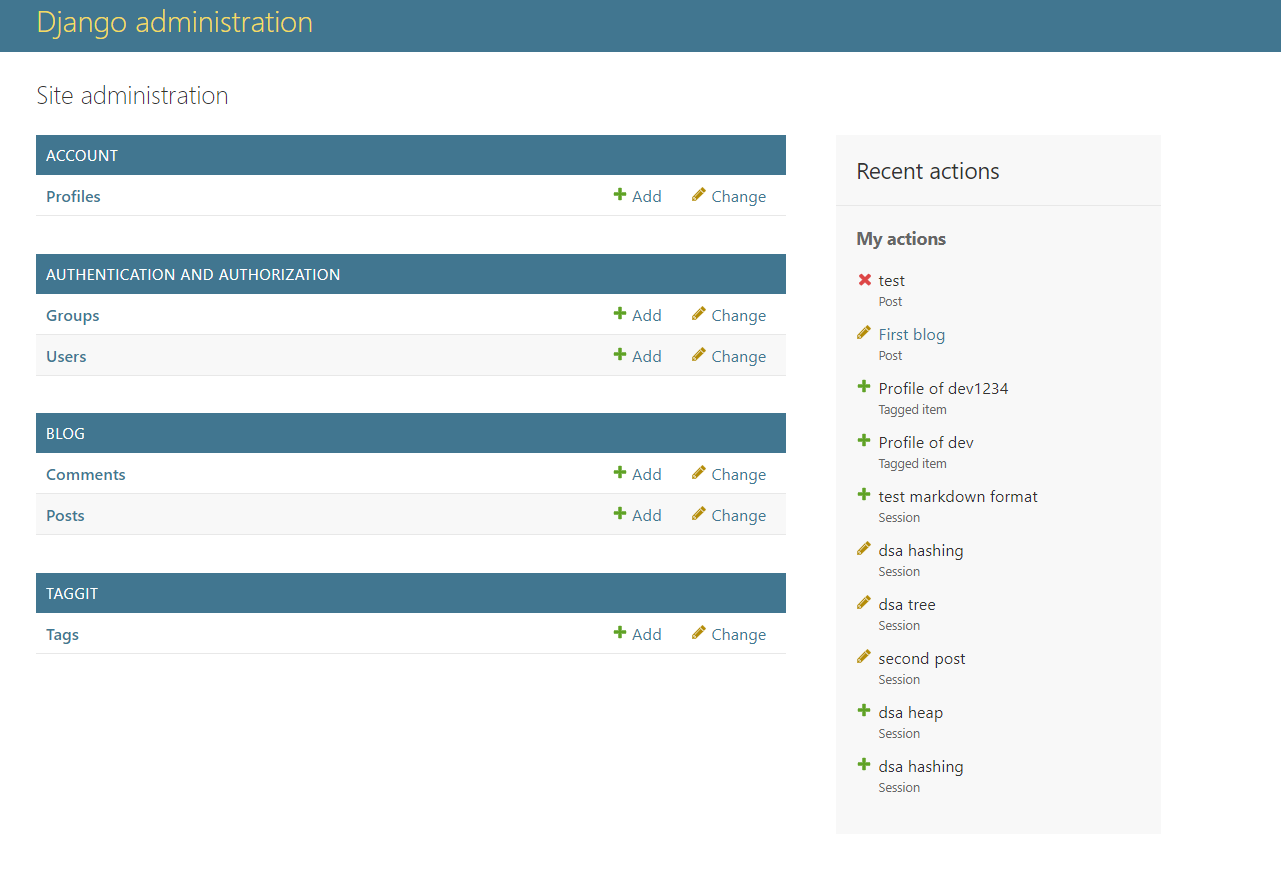 Django administration
Site administration
ACCOUNT
Profiles Add Change
AUTHENTICATION AND AUTHORIZATION
Groups Add Change
Users Add Change
BLOG
Comments Add Change
Posts Add Change
TAGGIT
Tags Add Change
Recent actions
My actions
test
Post
First blog
Post
Profile of dev1234
Tagged item
Profile of dev
Tagged item
test markdown format
Session
dsa hashing
Session
dsa tree
Session
second post
Session
dsa heap
Session
dsa hashing
Session